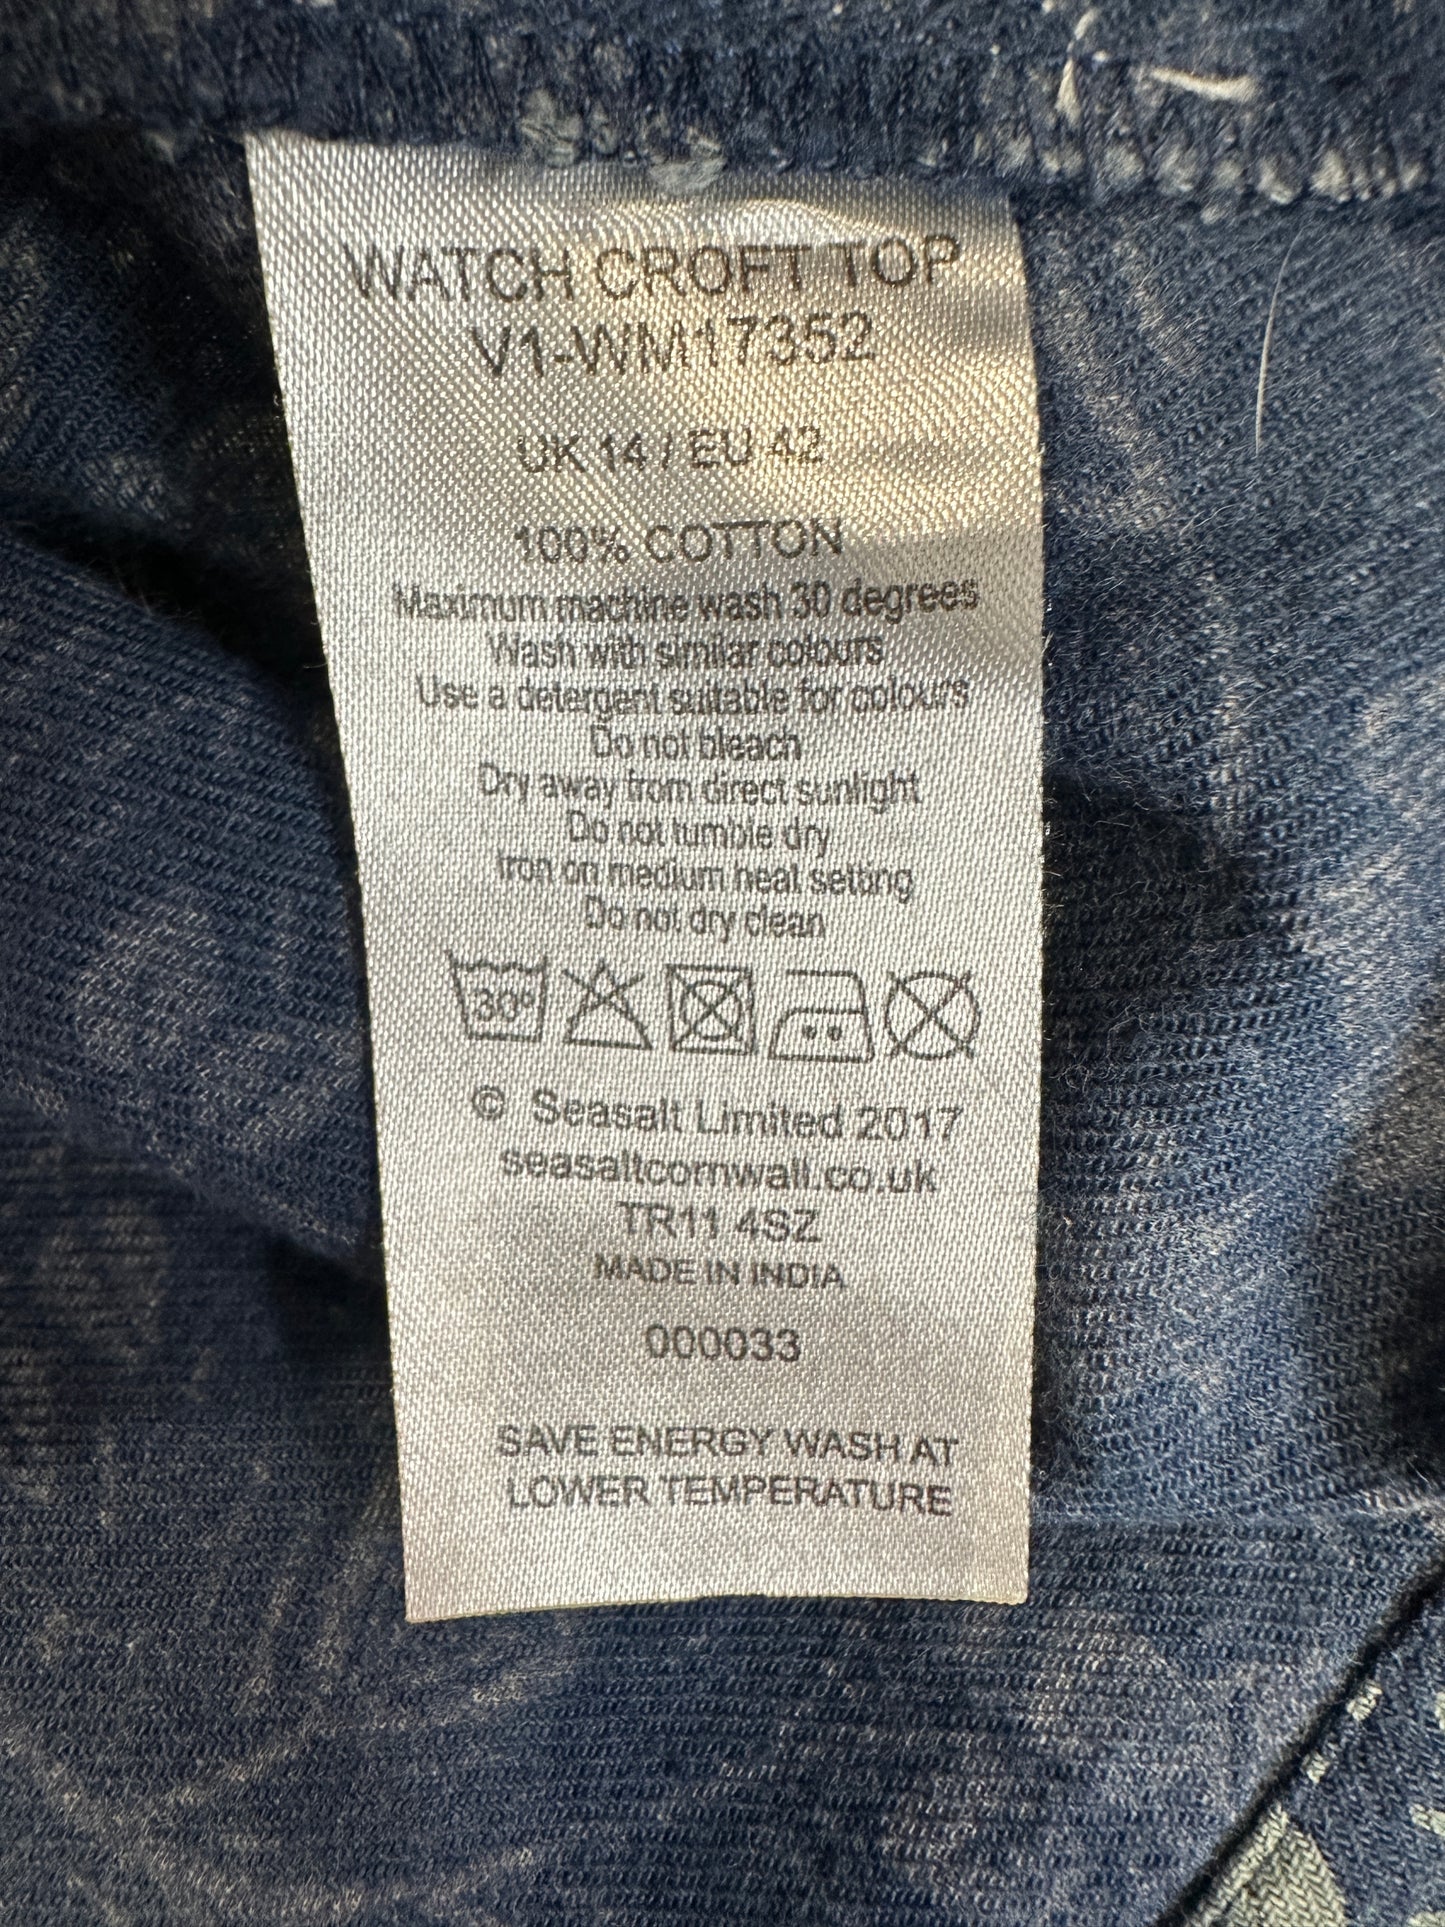 WATCH CROFT TOP
V1-WM17352
UK 14 / EU 42
100% COTTON
Maximum machine wash 30 degrees
Wash with similar colours
Use a detergent suitable for colours
Do not bleach
Dry away from direct sunlight
Do not tumble dry
Iron on medium heat setting
Do not dry clean
30°
© Seasalt Limited 2017
seasaltcornwall.co.uk
TR11 4SZ
MADE IN INDIA
000033
SAVE ENERGY WASH AT
LOWER TEMPERATURE